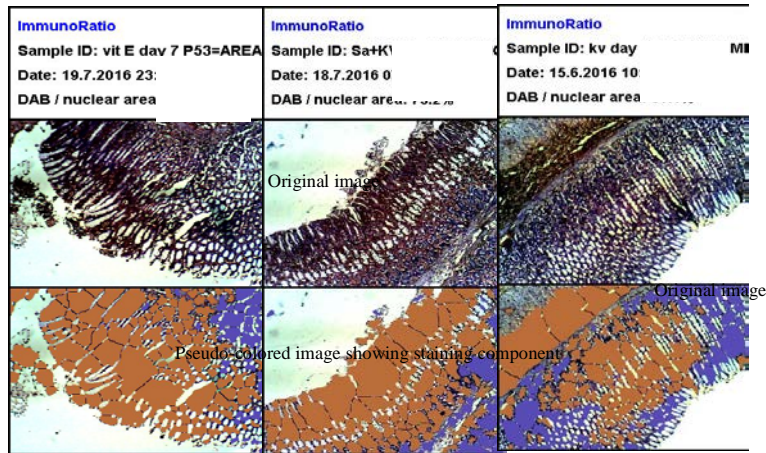 ImmunoRatio
Sample ID: vit E day 7 P53=AREA
Date: 19.7.2016 23:
DAB / nuclear area
ImmunoRatio
Sample ID: Sa+K
Date: 18.7.2016 0
DAB / nuclear area:
ImmunoRatio
Sample ID: kv day
Date: 15.6.2016 10:
DAB / nuclear area
Original image
Original image
Pseudo-colored image showing staining component